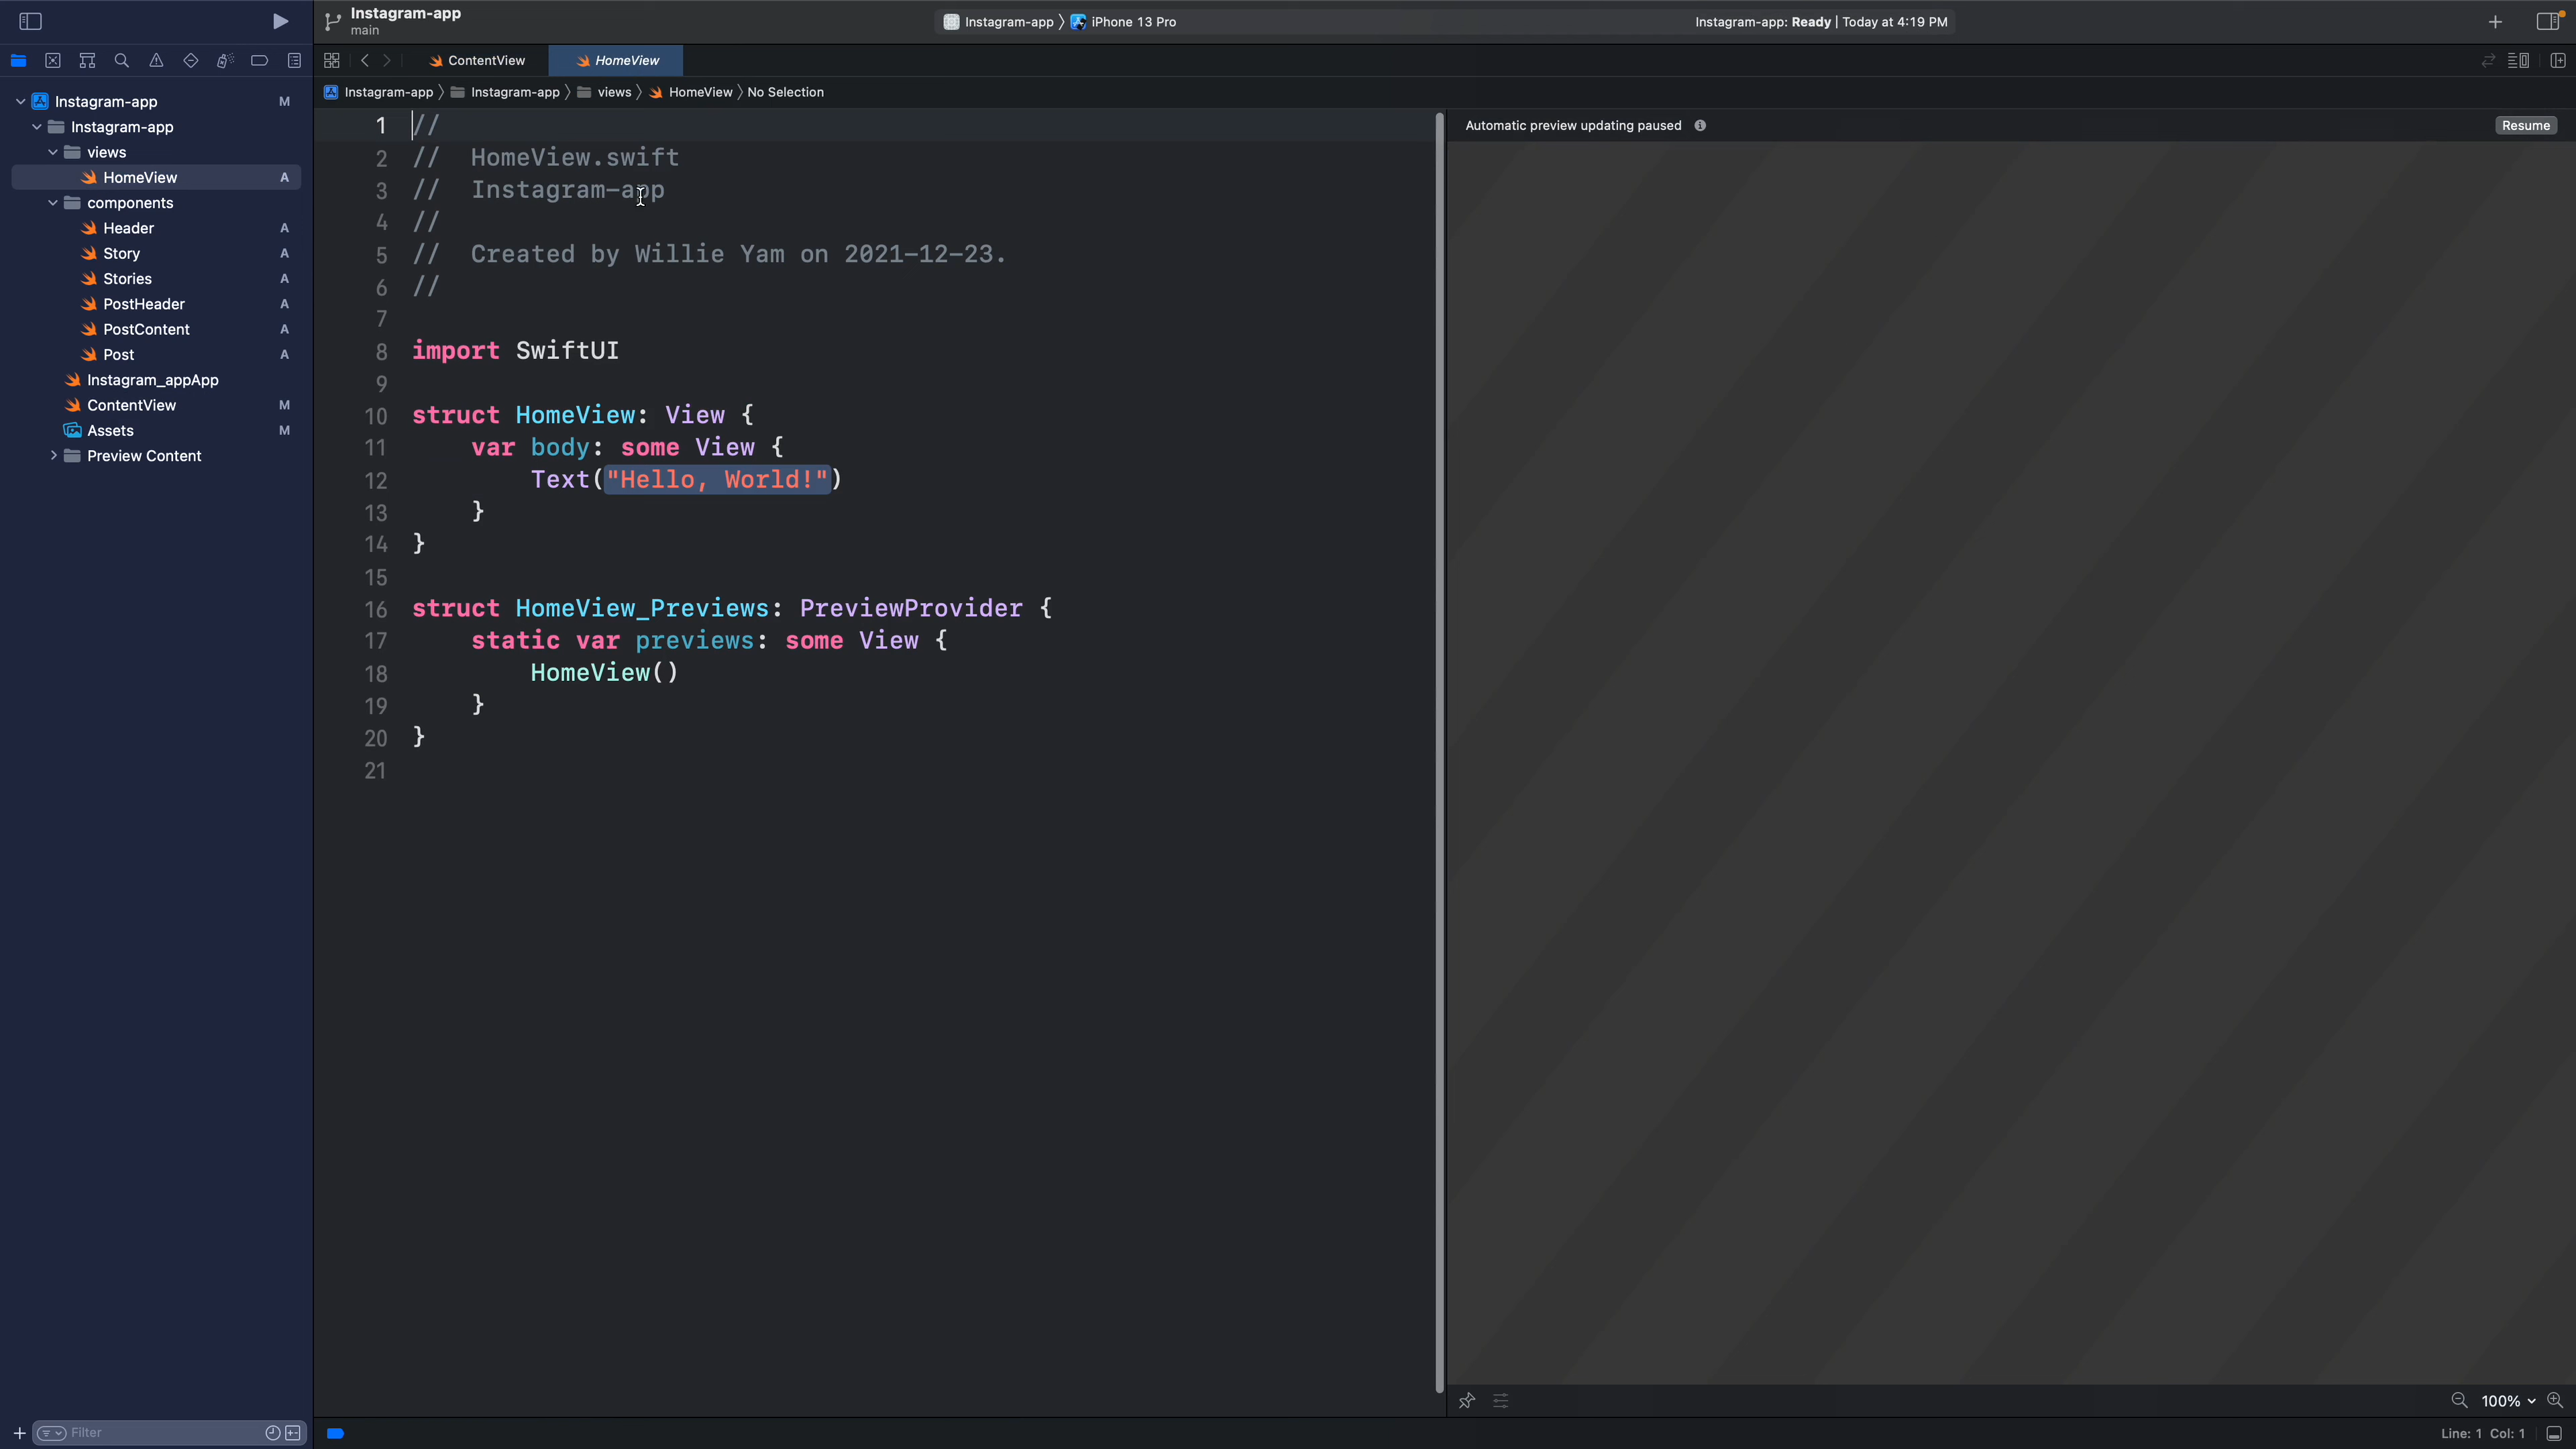 Instagram-app
main
Instagram-app 〉 iPhone 13 Pro
Instagram-app: Ready | Today at 4:19 PM
ContentView
HomeView
Instagram-app 〉 Instagram-app 〉 views 〉 HomeView 〉 No Selection
Instagram-app M
Instagram-app
views
HomeView A
components
Header A
Story A
Stories A
PostHeader A
PostContent A
Post A
Instagram_appApp
ContentView M
Assets M
Preview Content
Filter
1 //
2 //  HomeView.swift
3 //  Instagram-app
4 //
5 //  Created by Willie Yam on 2021-12-23.
6 //
7
8 import SwiftUI
9
10 struct HomeView: View {
11     var body: some View {
12         Text("Hello, World!")
13     }
14 }
15
16 struct HomeView_Previews: PreviewProvider {
17     static var previews: some View {
18         HomeView()
19     }
20 }
21
Automatic preview updating paused
Resume
100%
Line: 1 Col: 1